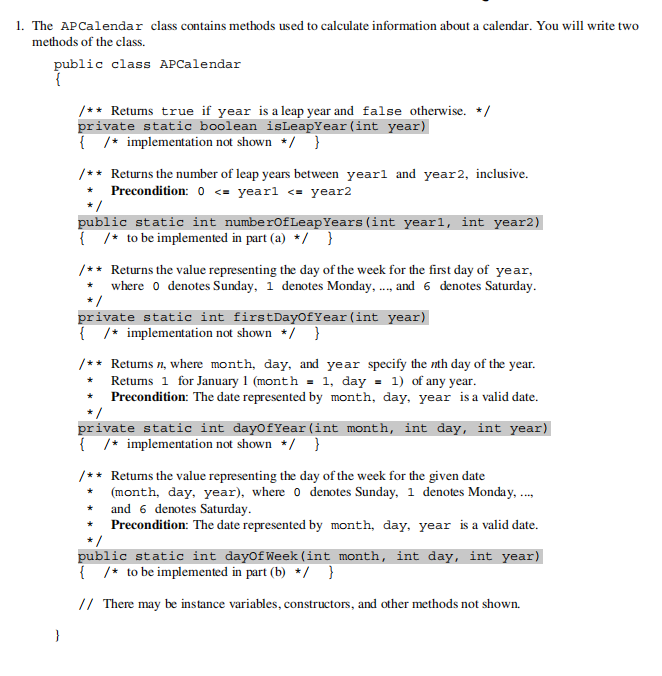 1. The APCalendar class contains methods used to calculate information about a calendar. You will write two
methods of the class.
public class APCalendar
{
/** Returns true if year is a leap year and false otherwise. */
private static boolean isLeapYear(int year)
{ /* implementation not shown */ }
/** Returns the number of leap years between year1 and year2, inclusive.
* Precondition: 0 <= year1 <= year2
*/
public static int numberOfLeapYears(int year1, int year2)
{ /* to be implemented in part (a) */ }
/** Returns the value representing the day of the week for the first day of year,
* where 0 denotes Sunday, 1 denotes Monday, ..., and 6 denotes Saturday.
*/
private static int firstDayOfYear(int year)
{ /* implementation not shown */ }
/** Returns n, where month, day, and year specify the nth day of the year.
* Returns 1 for January 1 (month = 1, day = 1) of any year.
* Precondition: The date represented by month, day, year is a valid date.
*/
private static int dayOfYear(int month, int day, int year)
{ /* implementation not shown */ }
/** Returns the value representing the day of the week for the given date
* (month, day, year), where 0 denotes Sunday, 1 denotes Monday, ...,
* and 6 denotes Saturday.
* Precondition: The date represented by month, day, year is a valid date.
*/
public static int dayOfWeek(int month, int day, int year)
{ /* to be implemented in part (b) */ }
// There may be instance variables, constructors, and other methods not shown.
}